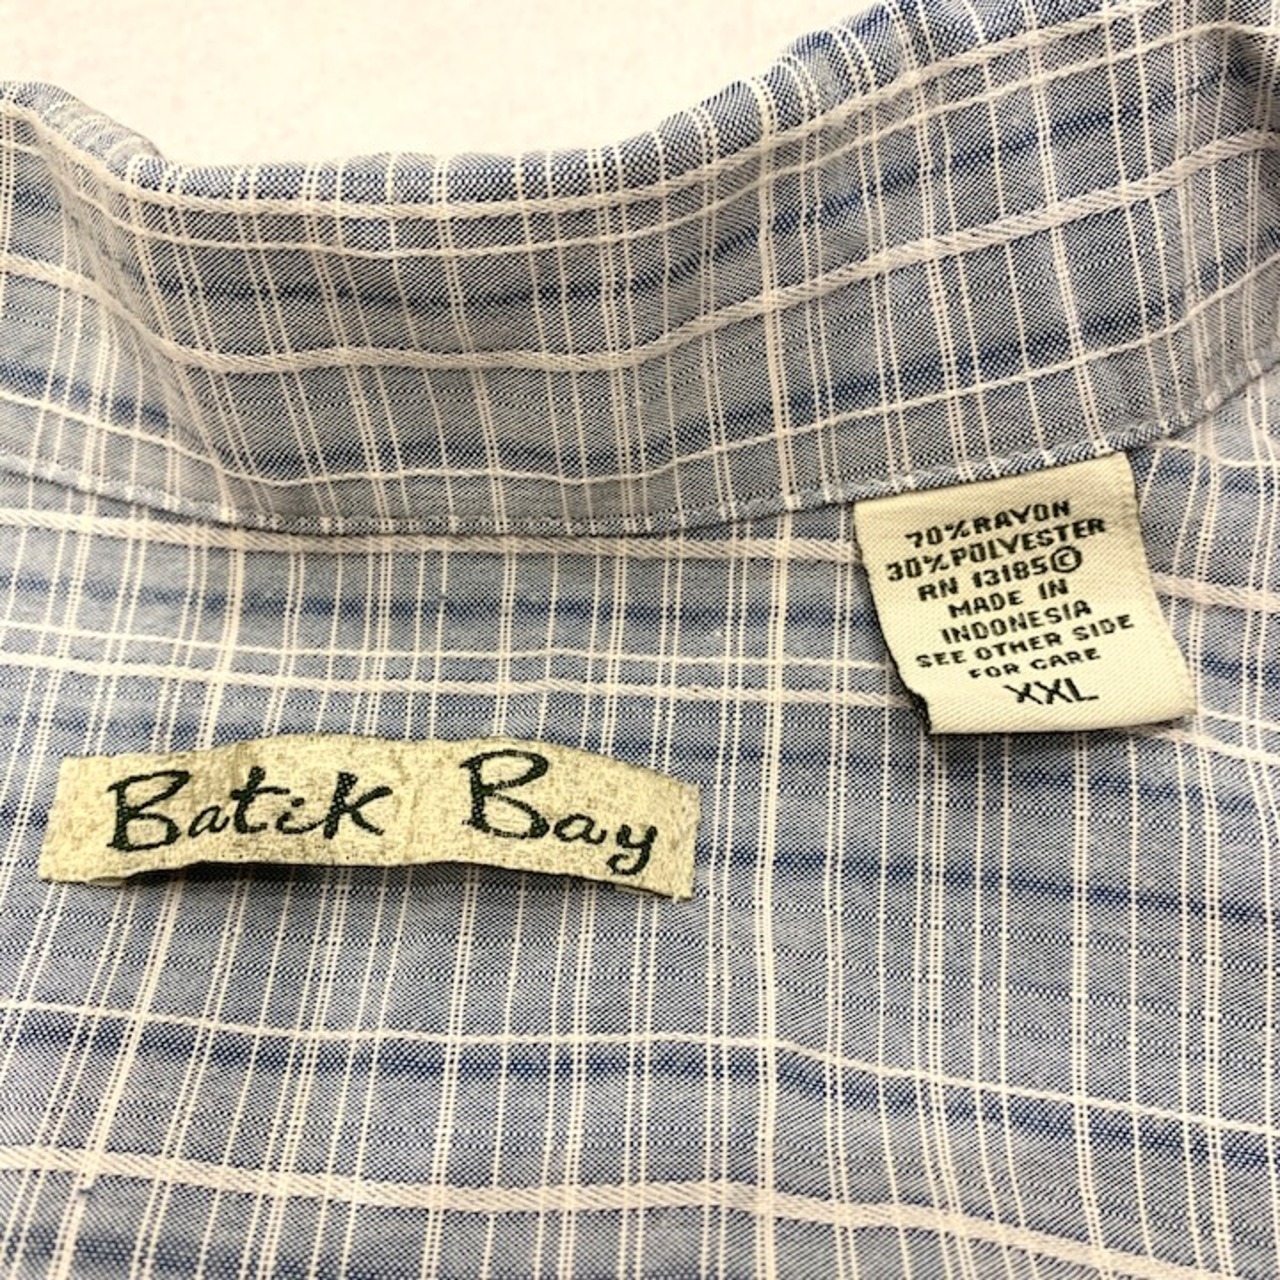 70%RAYON
30%POLYESTER
RN 13185©
MADE IN
INDONESIA
SEE OTHER SIDE
FOR CARE
XXL
Batik Bay